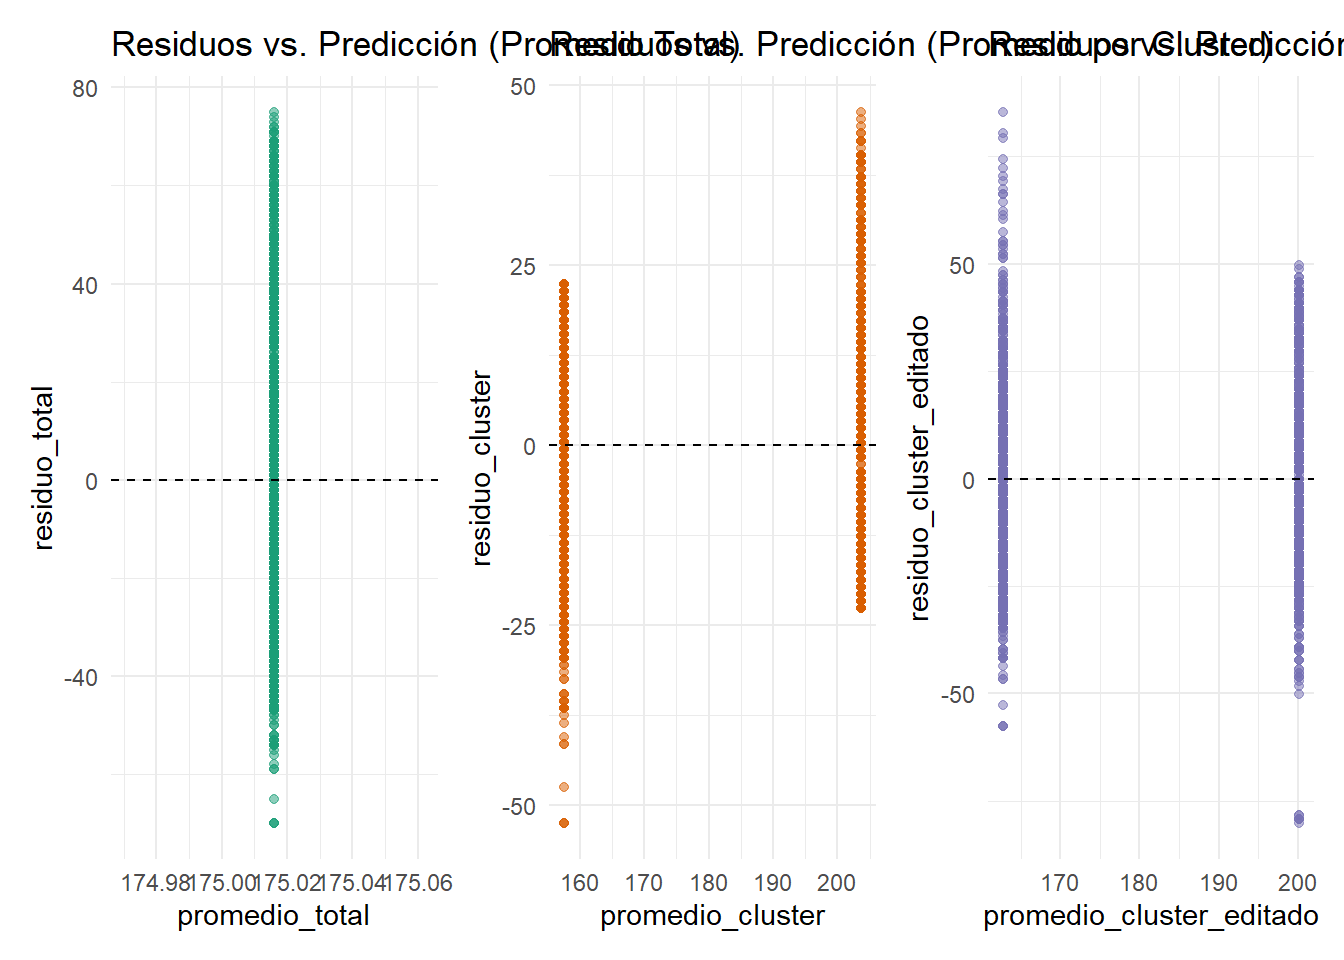 Residuos vs. Predicción (Promedio Total)
80
40
0
-40
residuo_total
174.98
175.00
175.02
175.04
175.06
promedio_total
Residuos vs. Predicción (Promedio por Cluster)
50
25
0
-25
-50
residuo_cluster
160
170
180
190
200
promedio_cluster
Residuos vs. Predicción
50
0
-50
residuo_cluster_editado
170
180
190
200
promedio_cluster_editado